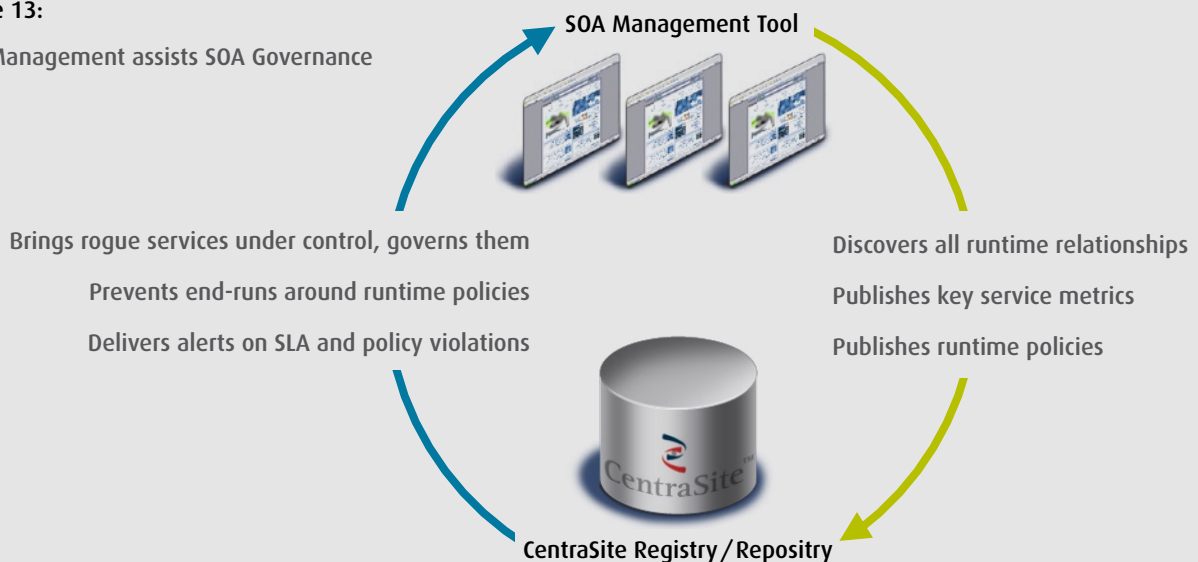 e 13:
Management assists SOA Governance
SOA Management Tool
Brings rogue services under control, governs them
Prevents end-runs around runtime policies
Delivers alerts on SLA and policy violations
Discovers all runtime relationships
Publishes key service metrics
Publishes runtime policies
CentraSite™
CentraSite Registry / Repositry